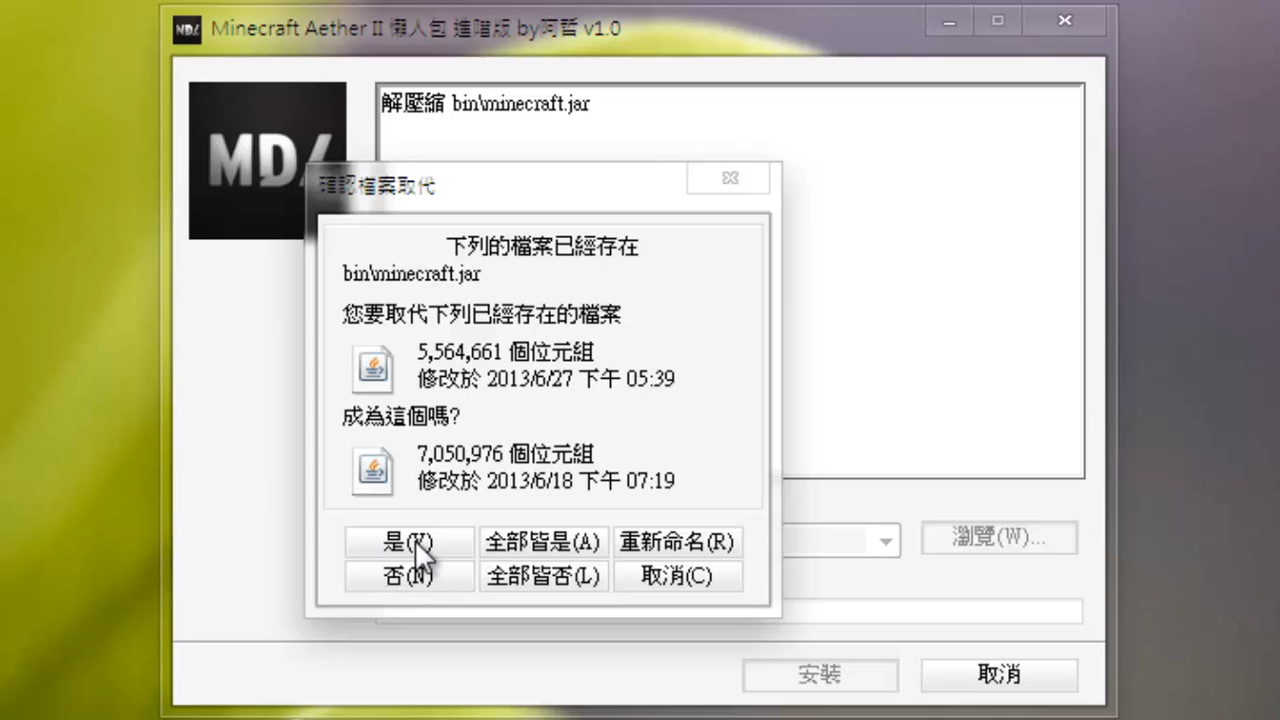 MD/
Minecraft Aether II 懶人包 進階版 by阿哲 v1.0
MD/
解壓縮 bin\minecraft.jar
確認檔案取代
下列的檔案已經存在
bin\minecraft.jar
您要取代下列已經存在的檔案
5,564,661 個位元組
修改於 2013/6/27 下午 05:39
成為這個嗎?
7,050,976 個位元組
修改於 2013/6/18 下午 07:19
是(Y) 全部皆是(A) 重新命名(R)
否(N) 全部皆否(L) 取消(C)
瀏覽(W)...
安裝 取消